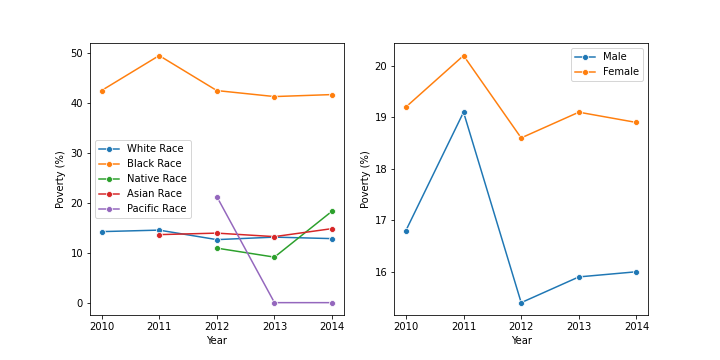 50
40
30
20
10
0
Poverty (%)
White Race
Black Race
Native Race
Asian Race
Pacific Race
2010 2011 2012 2013 2014
Year
20
19
18
17
16
Poverty (%)
Male
Female
2010 2011 2012 2013 2014
Year